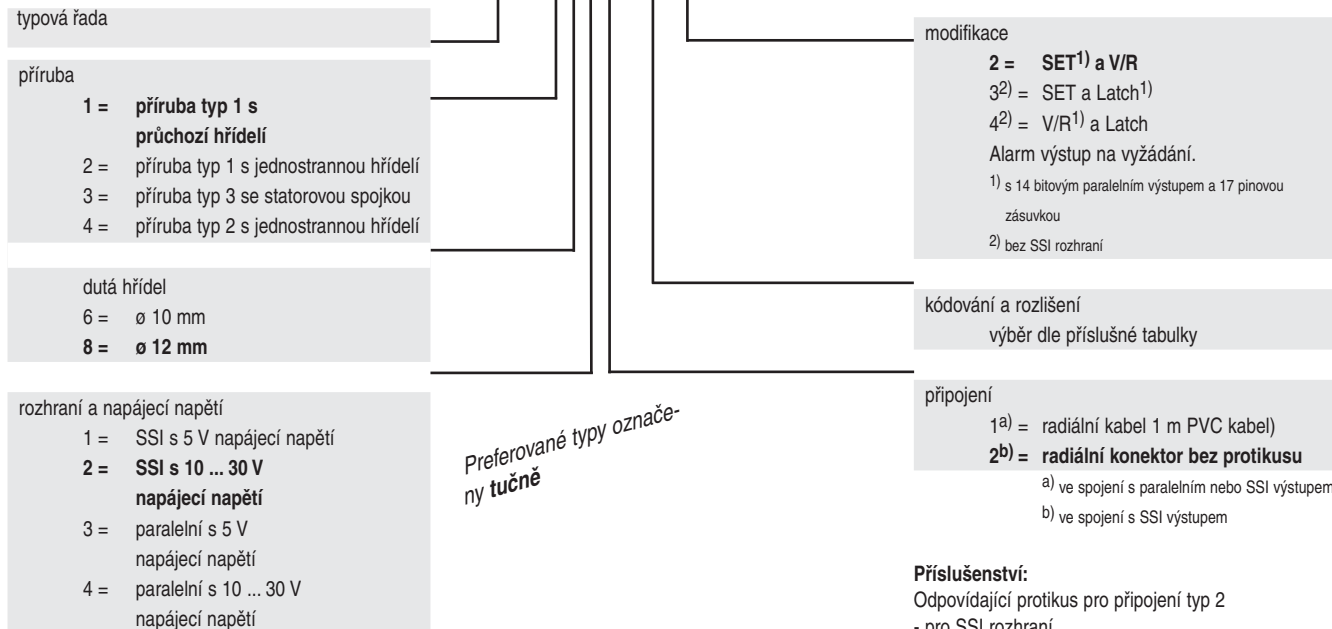 typová řada
příruba
1 = příruba typ 1 s
průchozí hřídelí
2 = příruba typ 1 s jednostrannou hřídelí
3 = příruba typ 3 se statorovou spojkou
4 = příruba typ 2 s jednostrannou hřídelí
dutá hřídel
6 = ø 10 mm
8 = ø 12 mm
rozhraní a napájecí napětí
1 = SSI s 5 V napájecí napětí
2 = SSI s 10 ... 30 V
napájecí napětí
3 = paralelní s 5 V
napájecí napětí
4 = paralelní s 10 ... 30 V
napájecí napětí
Preferované typy označe-
ny tučně
modifikace
2 = SET1) a V/R
32) = SET a Latch1)
42) = V/R1) a Latch
Alarm výstup na vyžádání.
1) s 14 bitovým paralelním výstupem a 17 pinovou
zásuvkou
2) bez SSI rozhraní
kódování a rozlišení
výběr dle příslušné tabulky
připojení
1a) = radiální kabel 1 m PVC kabel)
2b) = radiální konektor bez protikusu
a) ve spojení s paralelním nebo SSI výstupem
b) ve spojení s SSI výstupem
Příslušenství:
Odpovídající protikus pro připojení typ 2
- pro SSI rozhraní